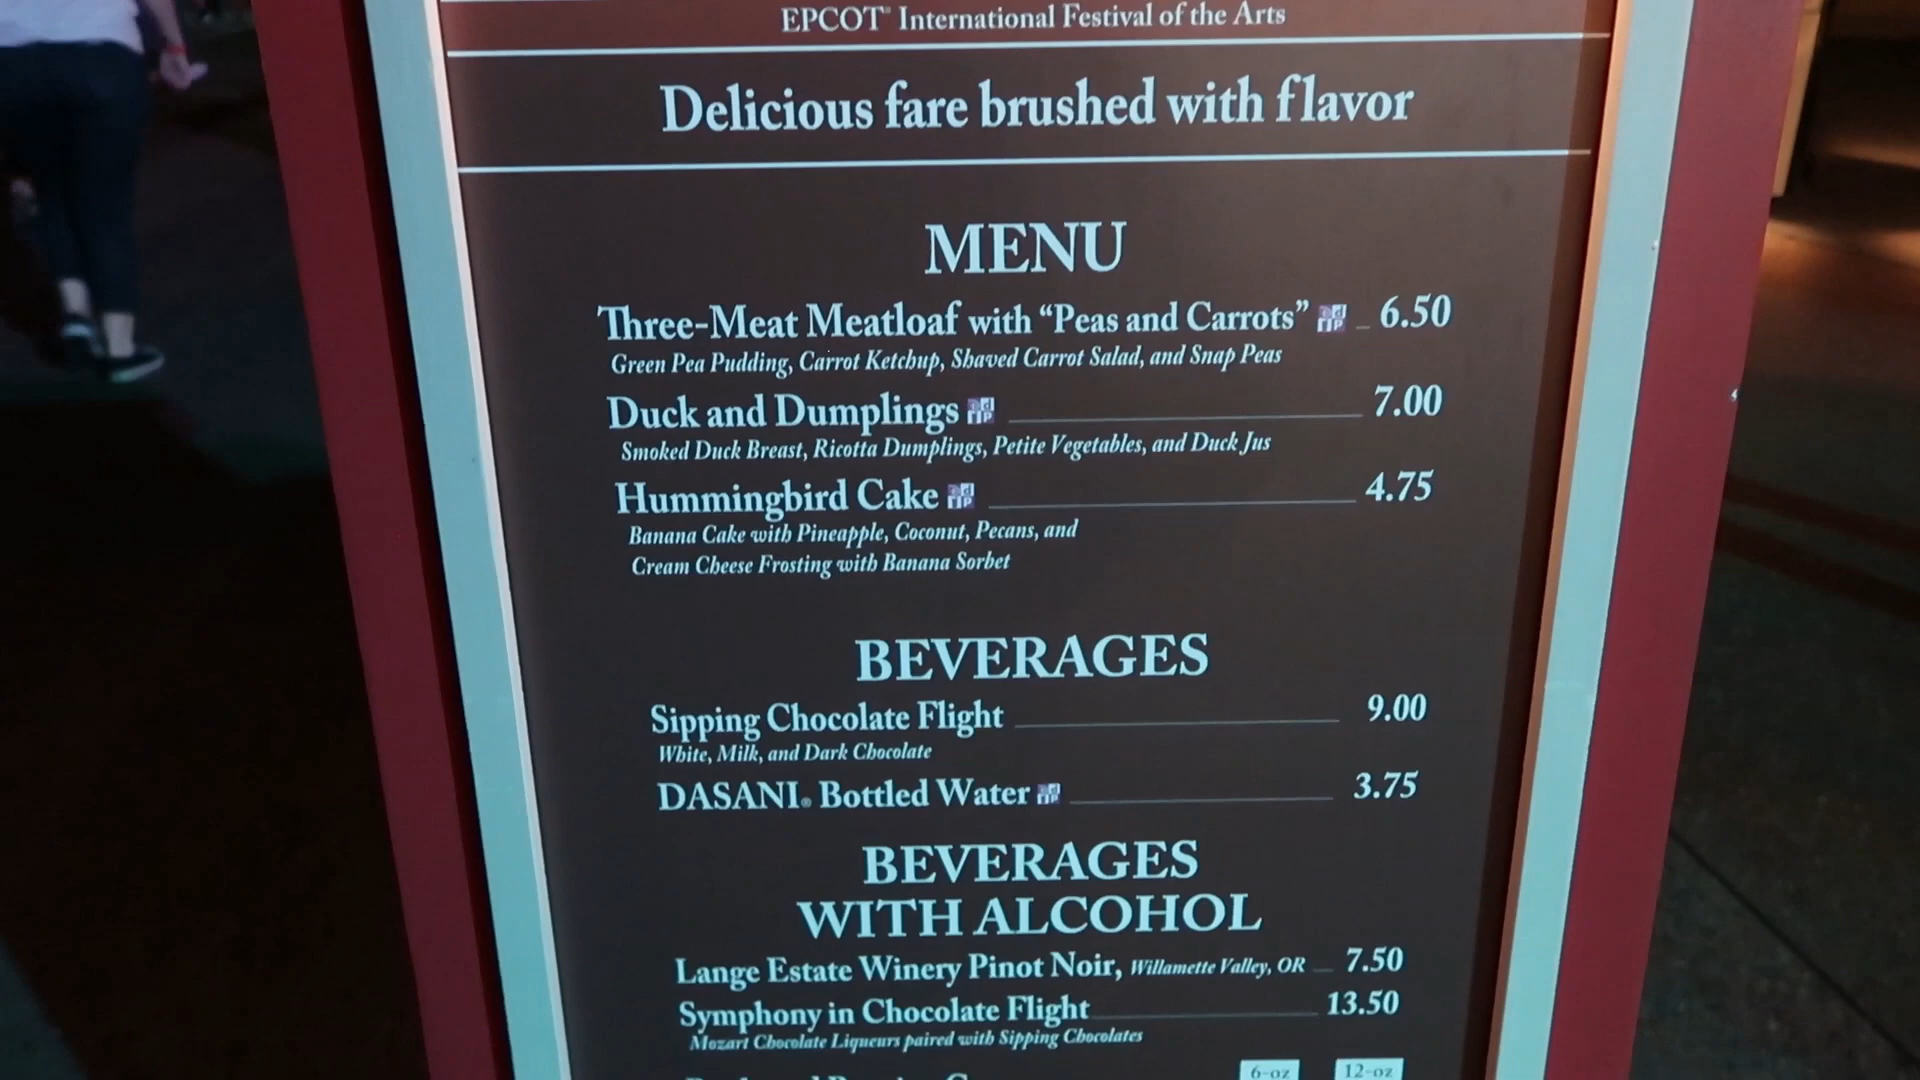 EPCOT® International Festival of the Arts
Delicious fare brushed with flavor
MENU
Three-Meat Meatloaf with “Peas and Carrots” 6.50
Green Pea Pudding, Carrot Ketchup, Shaved Carrot Salad, and Snap Peas
Duck and Dumplings 7.00
Smoked Duck Breast, Ricotta Dumplings, Petite Vegetables, and Duck Jus
Hummingbird Cake 4.75
Banana Cake with Pineapple, Coconut, Pecans, and
Cream Cheese Frosting with Banana Sorbet
BEVERAGES
Sipping Chocolate Flight 9.00
White, Milk, and Dark Chocolate
DASANI® Bottled Water 3.75
BEVERAGES
WITH ALCOHOL
Lange Estate Winery Pinot Noir, Willamette Valley, OR 7.50
Symphony in Chocolate Flight 13.50
Mozart Chocolate Liqueurs paired with Sipping Chocolates
6-oz 12-oz